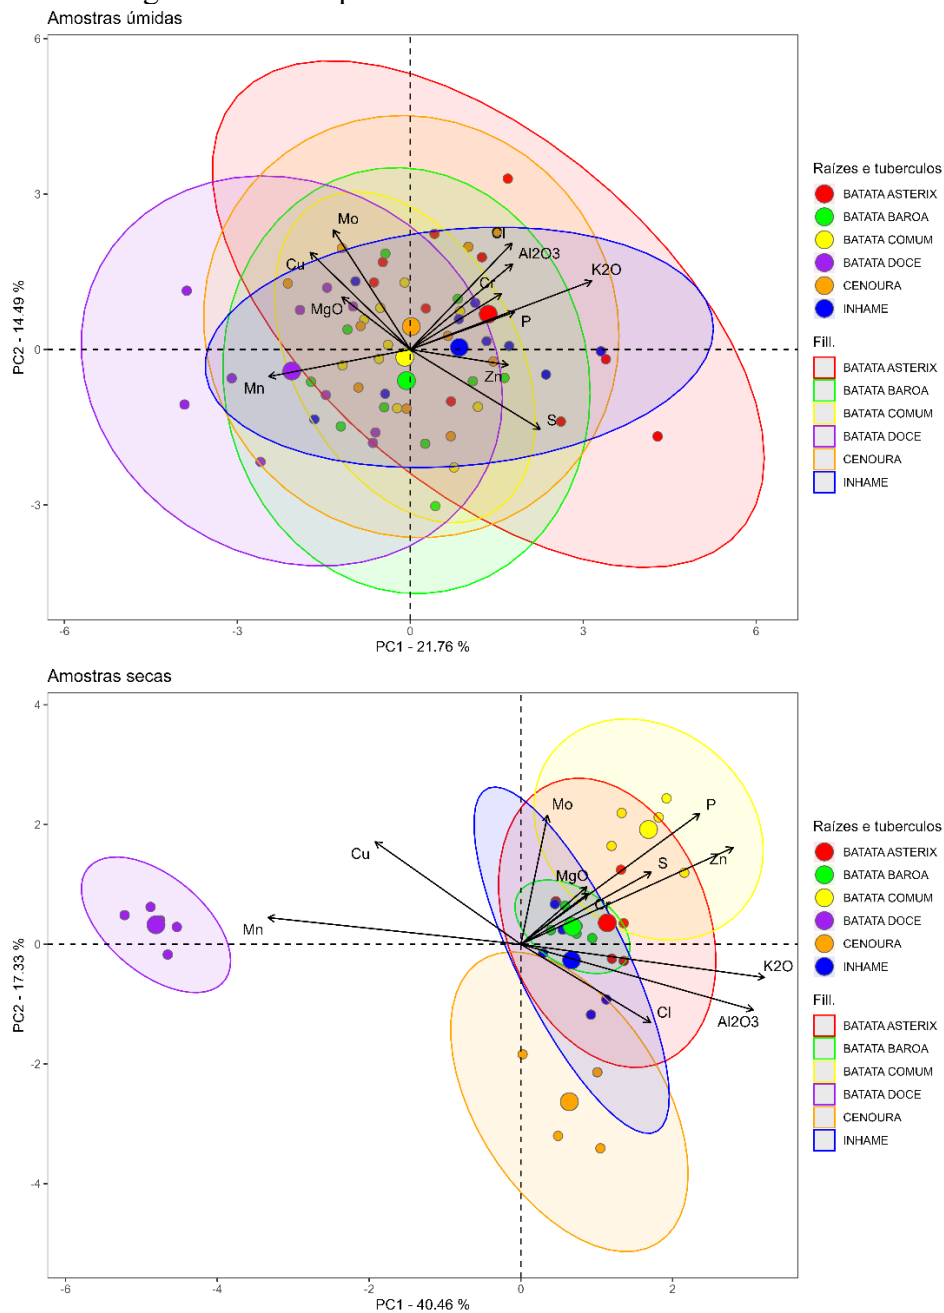 Amostras úmidas
6
3
0
-3
PC2 - 14.49 %
-6
-3
0
3
6
PC1 - 21.76 %
Mo
Cu
MgO
Mn
Cl
Al2O3
K2O
Cr
P
Zn
S
Raízes e tuberculos
BATATA ASTERIX
BATATA BAROA
BATATA COMUM
BATATA DOCE
CENOURA
INHAME
Fill.
BATATA ASTERIX
BATATA BAROA
BATATA COMUM
BATATA DOCE
CENOURA
INHAME
Amostras secas
4
2
0
-2
-4
PC2 - 17.33 %
-6
-4
-2
0
2
PC1 - 40.46 %
Mo
P
Cu
S
Zn
MgO
Cr
Mn
K2O
Cl
Al2O3
Raízes e tuberculos
BATATA ASTERIX
BATATA BAROA
BATATA COMUM
BATATA DOCE
CENOURA
INHAME
Fill.
BATATA ASTERIX
BATATA BAROA
BATATA COMUM
BATATA DOCE
CENOURA
INHAME